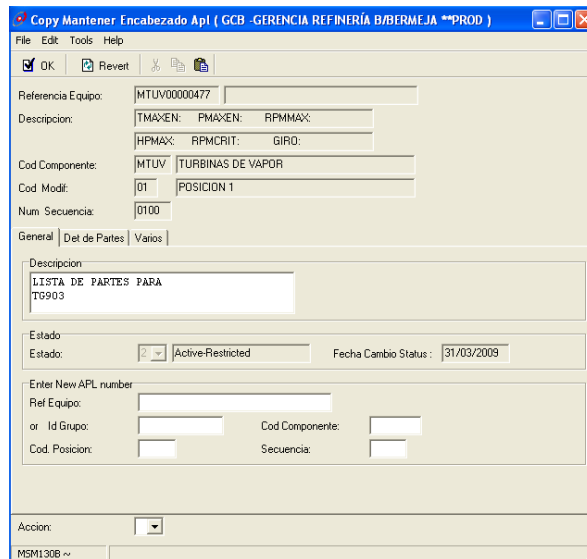 Copy Mantener Encabezado Apl ( GCB -GERENCIA REFINERÍA B/BERMEJA **PROD )
File Edit Tools Help
OK Revert
Referencia Equipo: MTUV00000477
Descripcion: TMAXEN: PMAXEN: RPMMAX:
HPMAX: RPMCRIT: GIRO:
Cod Componente: MTUV TURBINAS DE VAPOR
Cod Modif: 01 POSICION 1
Num Secuencia: 0100
General Det de Partes Varios
Descripcion
LISTA DE PARTES PARA
TG903
Estado
Estado: 2 Active-Restricted Fecha Cambio Status : 31/03/2009
Enter New APL number
Ref Equipo:
or Id Grupo: Cod Componente:
Cod. Posicion: Secuencia:
Accion:
MSM130B ~